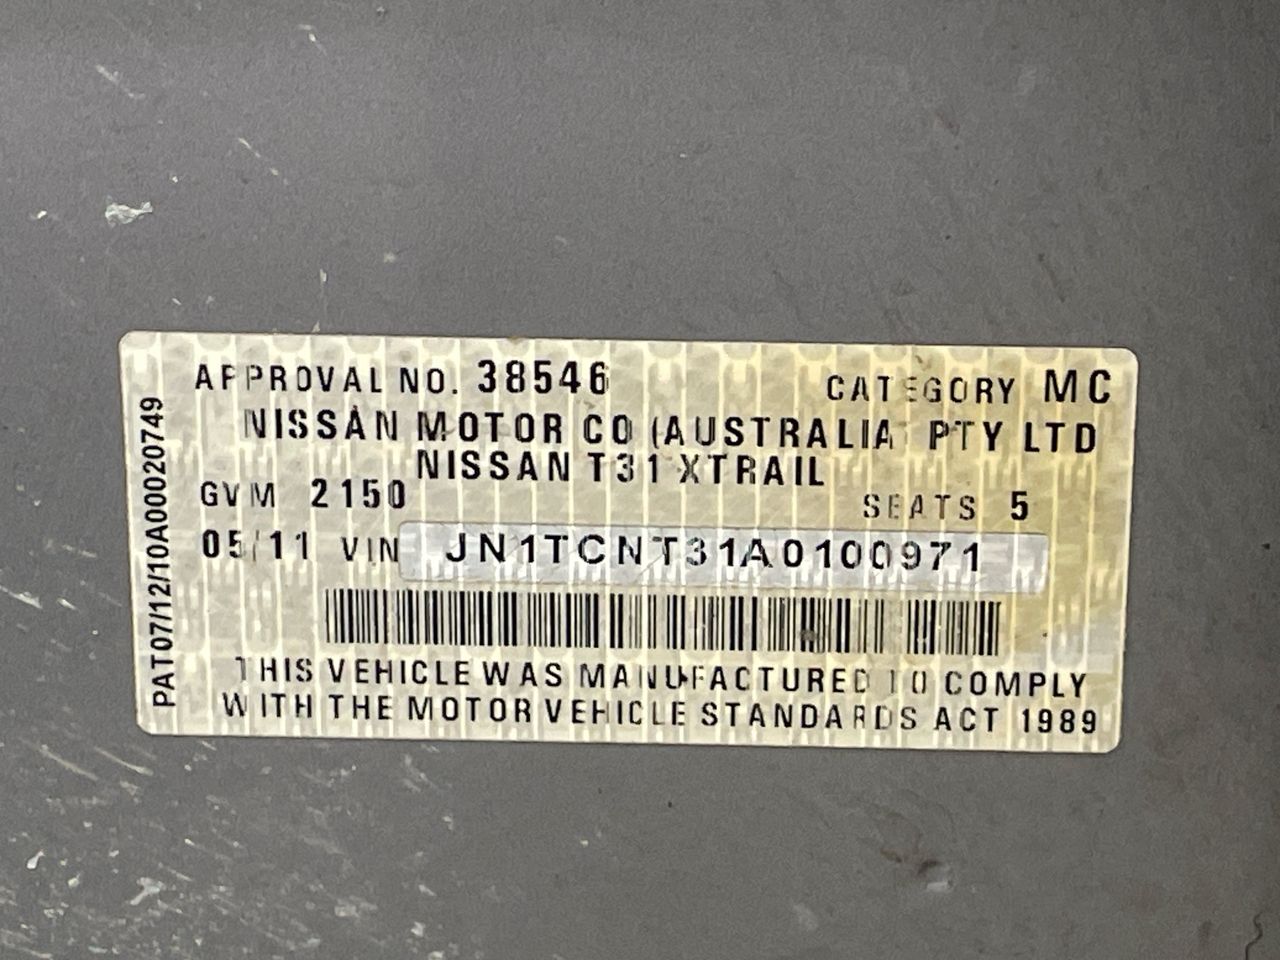 APPROVAL NO. 38546 CATEGORY MC
NISSAN MOTOR CO (AUSTRALIA) PTY LTD
NISSAN T31 XTRAIL
GVM 2150 SEATS 5
05/11 VIN JN1TCNT31A0100971
THIS VEHICLE WAS MANUFACTURED TO COMPLY
WITH THE MOTOR VEHICLE STANDARDS ACT 1989
PAT07/12/10A000020749